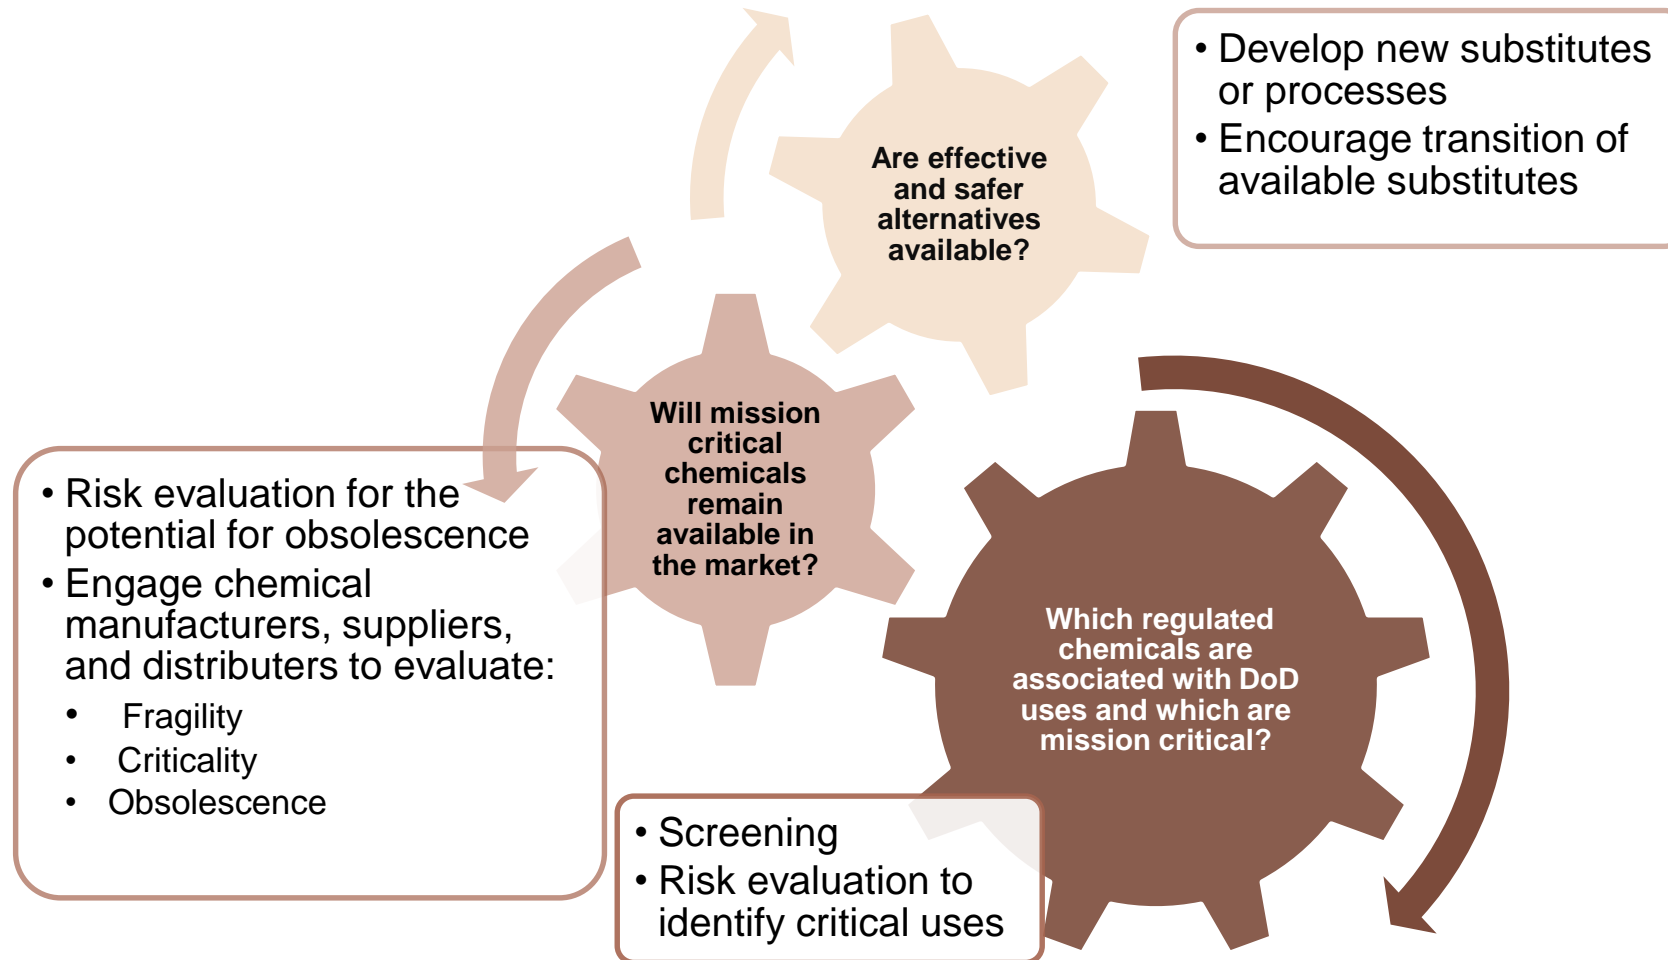 Are effective
and safer
alternatives
available?
• Develop new substitutes
or processes
• Encourage transition of
available substitutes
Will mission
critical
chemicals
remain
available in
the market?
• Risk evaluation for the
potential for obsolescence
• Engage chemical
manufacturers, suppliers,
and distributers to evaluate:
• Fragility
• Criticality
• Obsolescence
Which regulated
chemicals are
associated with DoD
uses and which are
mission critical?
• Screening
• Risk evaluation to
identify critical uses